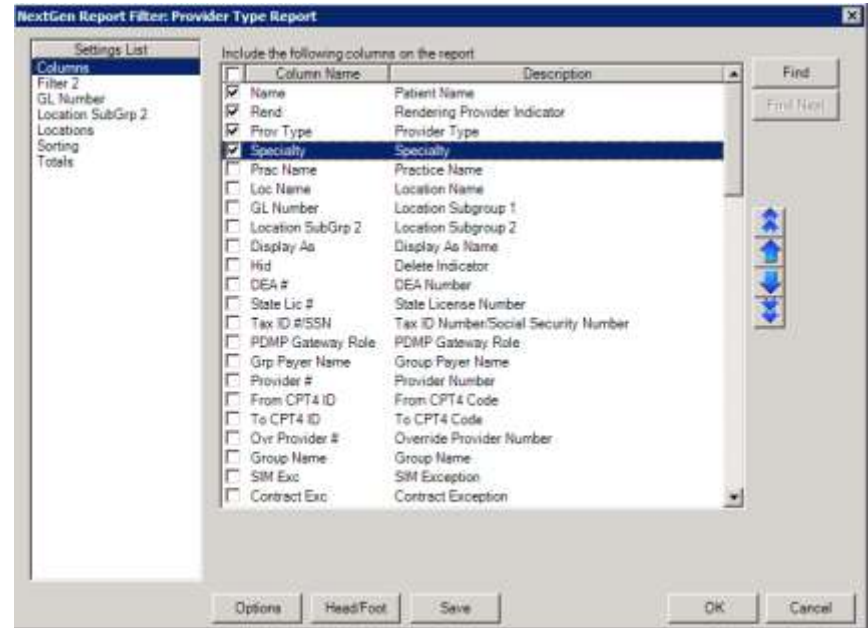 NextGen Report Filter: Provider Type Report
Settings List
Columns
Filter 2
GL Number
Location SubGrp 2
Locations
Sorting
Totals
Include the following columns on the report
Column Name Description
Name Patient Name
Rend Rendering Provider Indicator
Prov Type Provider Type
Specialty Specialty
Prac Name Practice Name
Loc Name Location Name
GL Number Location Subgroup 1
Location SubGrp 2 Location Subgroup 2
Display As Display As Name
Hid Delete Indicator
DEA # DEA Number
State Lic # State License Number
Tax ID #/SSN Tax ID Number/Social Security Number
PDMP Gateway Role PDMP Gateway Role
Grp Payer Name Group Payer Name
Provider # Provider Number
From CPT4 ID From CPT4 Code
To CPT4 ID To CPT4 Code
Ovr Provider # Override Provider Number
Group Name Group Name
SIM Exc SIM Exception
Contract Exc Contract Exception
Find
Find Next
Options Head/Foot Save OK Cancel